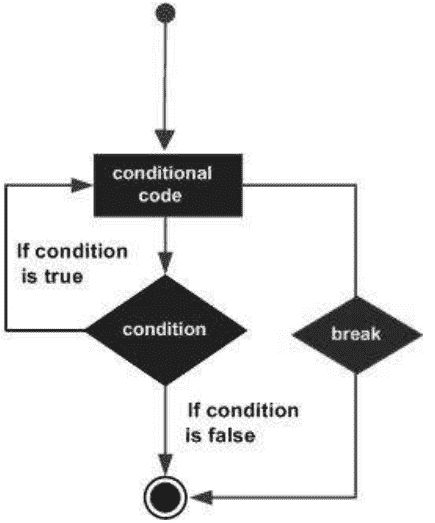 conditional
code
If condition
is true
condition
break
If condition
is false